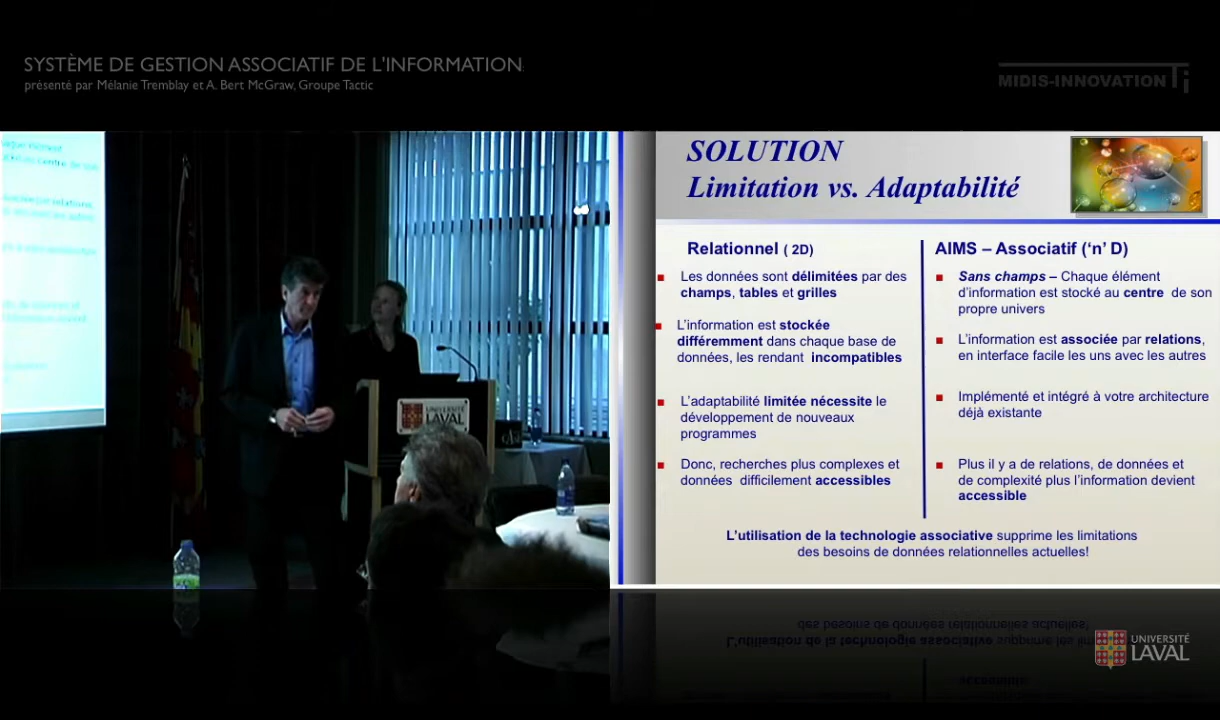 SYSTÈME DE GESTION ASSOCIATIF DE L'INFORMATION
présenté par Mélanie Tremblay et A. Bert McGraw, Groupe Tactic
MIDIS-INNOVATION Ti
SOLUTION
Limitation vs. Adaptabilité
Relationnel ( 2D)
Les données sont délimitées par des
champs, tables et grilles
L'information est stockée
différemment dans chaque base de
données, les rendant incompatibles
L'adaptabilité limitée nécessite le
développement de nouveaux
programmes
Donc, recherches plus complexes et
données difficilement accessibles
AIMS – Associatif ('n' D)
Sans champs – Chaque élément
d'information est stocké au centre de son
propre univers
L'information est associée par relations,
en interface facile les uns avec les autres
Implémenté et intégré à votre architecture
déjà existante
Plus il y a de relations, de données et
de complexité plus l'information devient
accessible
L'utilisation de la technologie associative supprime les limitations
des besoins de données relationnelles actuelles!
UNIVERSITÉ
LAVAL
UNIVERSITÉ
LAVAL